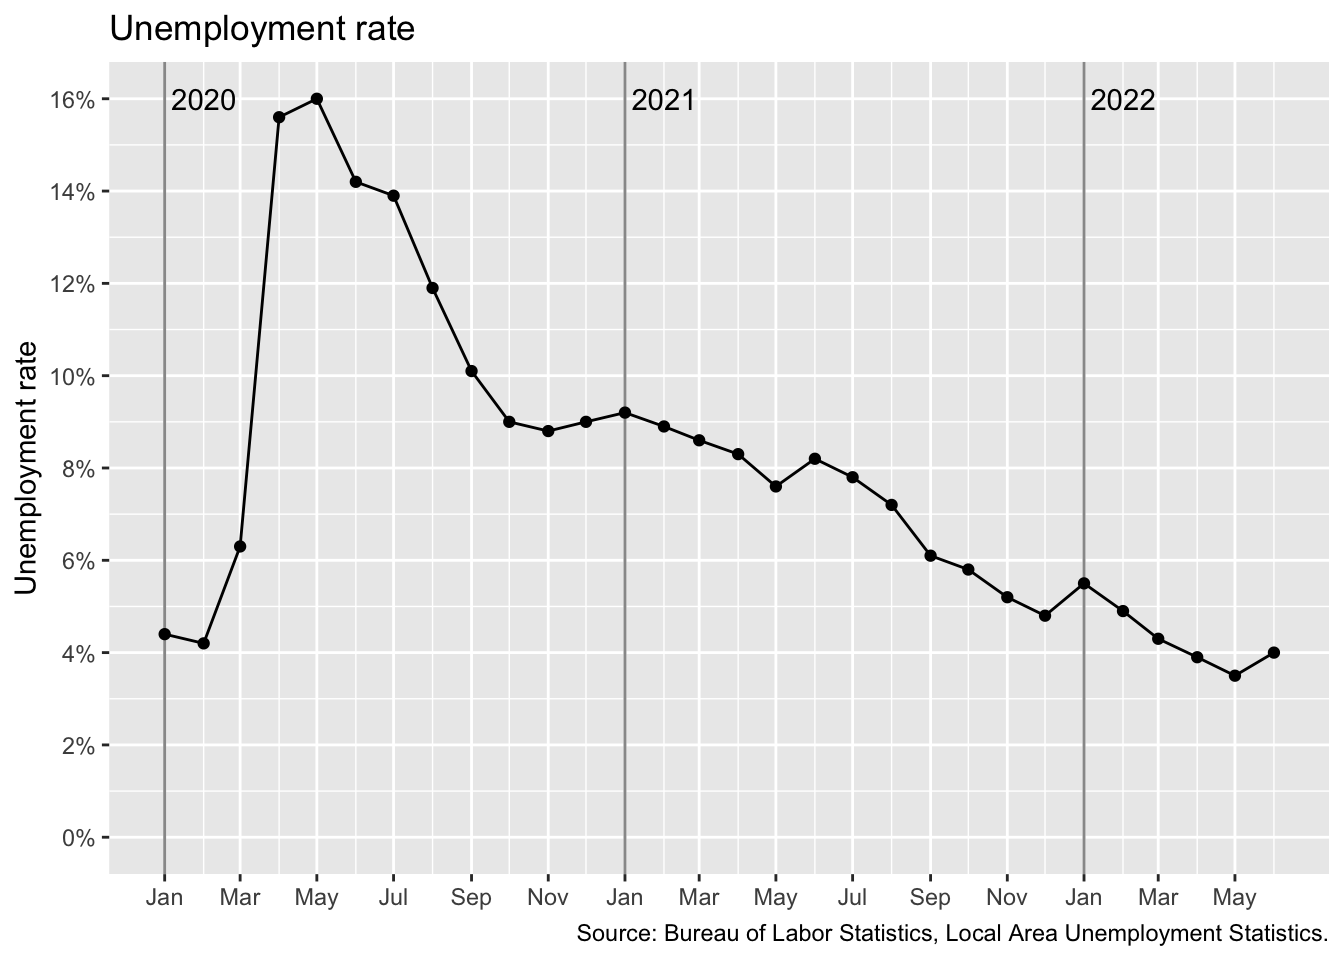 Unemployment rate
2020 2021 2022
Unemployment rate
16%
14%
12%
10%
8%
6%
4%
2%
0%
Jan Mar May Jul Sep Nov Jan Mar May Jul Sep Nov Jan Mar May
Source: Bureau of Labor Statistics, Local Area Unemployment Statistics.